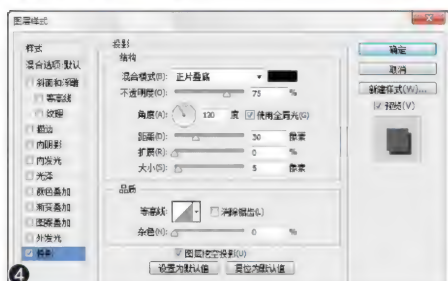 图层样式
样式
混合选项:默认
斜面和浮雕
等高线
纹理
描边
内阴影
内发光
光泽
颜色叠加
渐变叠加
图案叠加
外发光
投影
投影
结构
混合模式(B): 正片叠底
不透明度(O): 75 %
角度(A): 120 度 使用全局光(G)
距离(D): 30 像素
扩展(R): 0 %
大小(S): 5 像素
品质
等高线: 消除锯齿(L)
杂色(N): 0 %
图层挖空投影(U)
设置为默认值 复位为默认值
确定
取消
新建样式(W)...
预览(V)
4